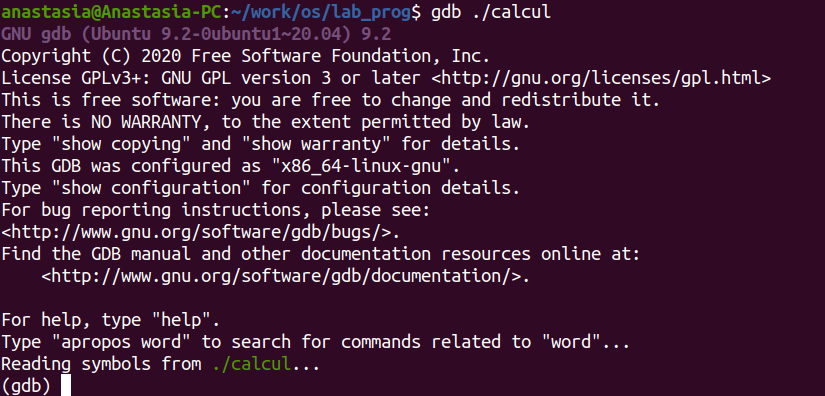 anastasia@Anastasia-PC:~/work/os/lab_prog$ gdb ./calcul
GNU gdb (Ubuntu 9.2-0ubuntu1~20.04) 9.2
Copyright (C) 2020 Free Software Foundation, Inc.
License GPLv3+: GNU GPL version 3 or later <http://gnu.org/licenses/gpl.html>
This is free software: you are free to change and redistribute it.
There is NO WARRANTY, to the extent permitted by law.
Type "show copying" and "show warranty" for details.
This GDB was configured as "x86_64-linux-gnu".
Type "show configuration" for configuration details.
For bug reporting instructions, please see:
<http://www.gnu.org/software/gdb/bugs/>.
Find the GDB manual and other documentation resources online at:
    <http://www.gnu.org/software/gdb/documentation/>.

For help, type "help".
Type "apropos word" to search for commands related to "word"...
Reading symbols from ./calcul...
(gdb)